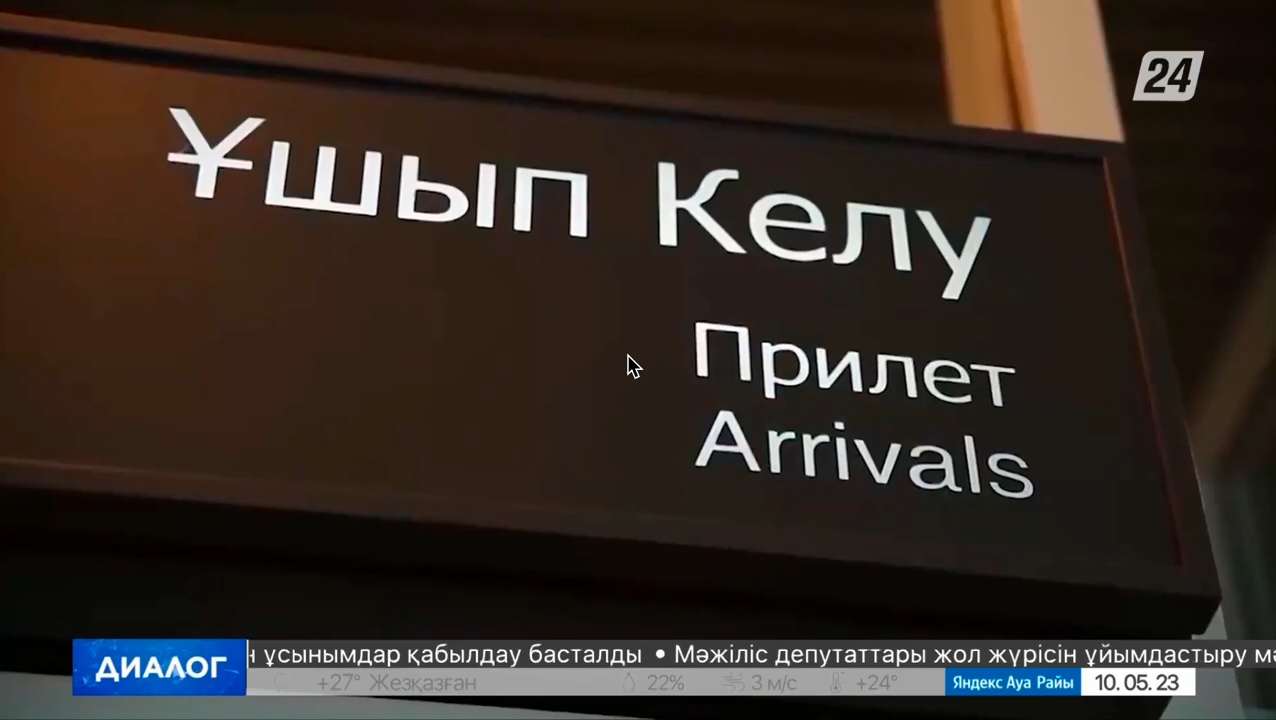 24
Ұшып Келу
Прилет
Arrivals
ДИАЛОГ
ұсынымдар қабылдау басталды • Мәжіліс депутаттары жол жүрісін ұйымдастыру
+27° Жезқазған 22% 3 м/с +24° Яндекс Ауа Райы 10.05.23